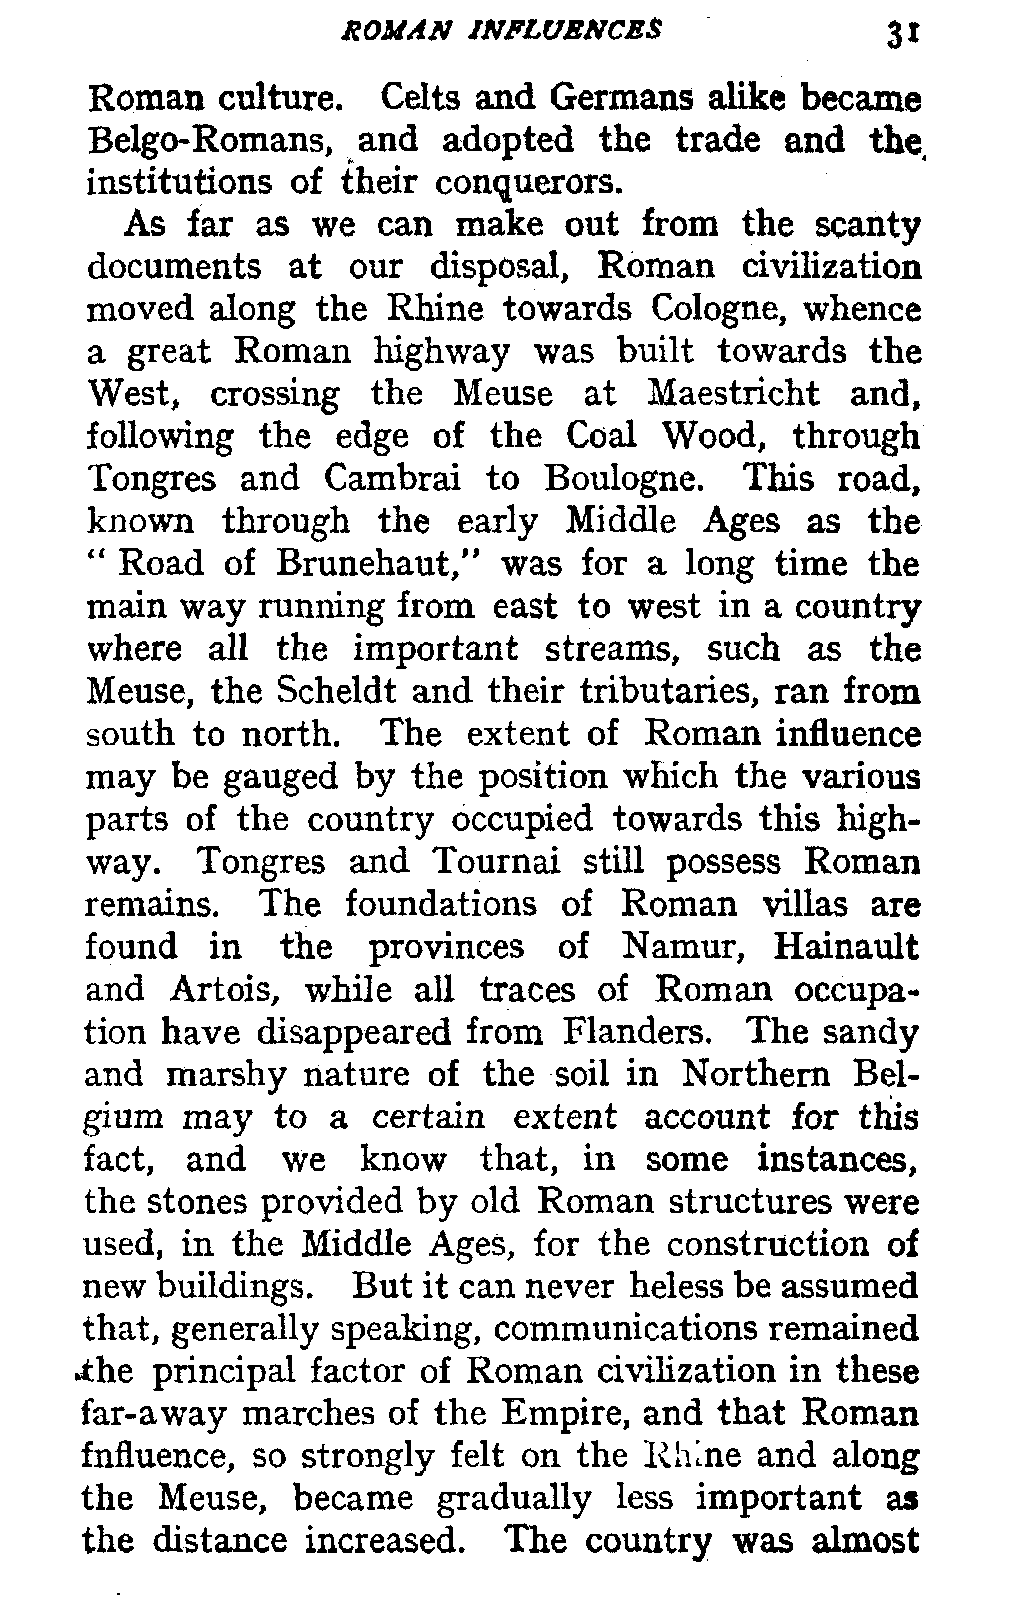 ROMAN INFLUENCES 31
Roman culture. Celts and Germans alike became
Belgo-Romans, and adopted the trade and the
institutions of their conquerors.
As far as we can make out from the scanty
documents at our disposal, Roman civilization
moved along the Rhine towards Cologne, whence
a great Roman highway was built towards the
West, crossing the Meuse at Maestricht and,
following the edge of the Coal Wood, through
Tongres and Cambrai to Boulogne. This road,
known through the early Middle Ages as the
" Road of Brunehaut," was for a long time the
main way running from east to west in a country
where all the important streams, such as the
Meuse, the Scheldt and their tributaries, ran from
south to north. The extent of Roman influence
may be gauged by the position which the various
parts of the country occupied towards this high-
way. Tongres and Tournai still possess Roman
remains. The foundations of Roman villas are
found in the provinces of Namur, Hainault
and Artois, while all traces of Roman occupa-
tion have disappeared from Flanders. The sandy
and marshy nature of the soil in Northern Bel-
gium may to a certain extent account for this
fact, and we know that, in some instances,
the stones provided by old Roman structures were
used, in the Middle Ages, for the construction of
new buildings. But it can never heless be assumed
that, generally speaking, communications remained
the principal factor of Roman civilization in these
far-away marches of the Empire, and that Roman
fnfluence, so strongly felt on the Rhine and along
the Meuse, became gradually less important as
the distance increased. The country was almost